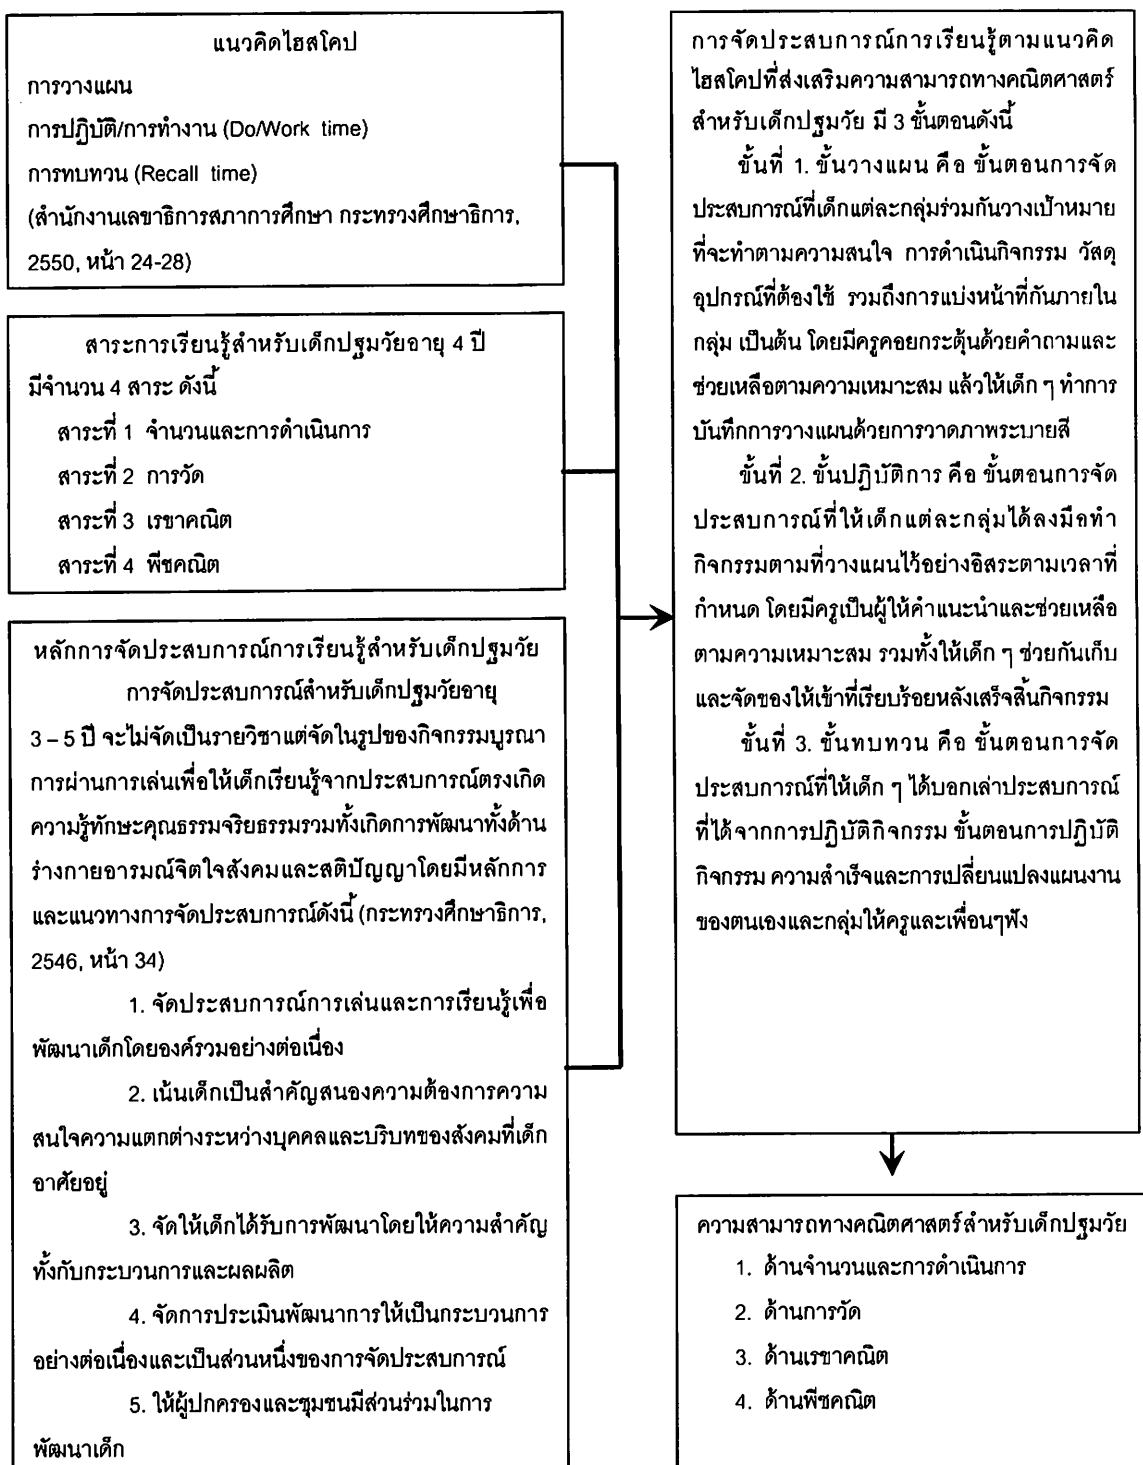 แนวคิดไฮสโคป
การวางแผน
การปฏิบัติ/การทำงาน (Do/Work time)
การทบทวน (Recall time)
(สำนักงานเลขาธิการสภาการศึกษา กระทรวงศึกษาธิการ,
2550, หน้า 24-28)
สาระการเรียนรู้สำหรับเด็กปฐมวัยอายุ 4 ปี
มีจำนวน 4 สาระ ดังนี้
สาระที่ 1 จำนวนและการดำเนินการ
สาระที่ 2 การวัด
สาระที่ 3 เรขาคณิต
สาระที่ 4 พีชคณิต
หลักการจัดประสบการณ์การเรียนรู้สำหรับเด็กปฐมวัย
การจัดประสบการณ์สำหรับเด็กปฐมวัยอายุ
3 – 5 ปี จะไม่จัดเป็นรายวิชาแต่จัดในรูปของกิจกรรมบูรณา
การผ่านการเล่นเพื่อให้เด็กเรียนรู้จากประสบการณ์ตรงเกิด
ความรู้ทักษะคุณธรรมจริยธรรมรวมทั้งเกิดการพัฒนาทั้งด้าน
ร่างกายอารมณ์จิตใจสังคมและสติปัญญาโดยมีหลักการ
และแนวทางการจัดประสบการณ์ดังนี้ (กระทรวงศึกษาธิการ,
2546, หน้า 34)
1. จัดประสบการณ์การเล่นและการเรียนรู้เพื่อ
พัฒนาเด็กโดยองค์รวมอย่างต่อเนื่อง
2. เน้นเด็กเป็นสำคัญสนองความต้องการความ
สนใจความแตกต่างระหว่างบุคคลและบริบทของสังคมที่เด็ก
อาศัยอยู่
3. จัดให้เด็กได้รับการพัฒนาโดยให้ความสำคัญ
ทั้งกับกระบวนการและผลผลิต
4. จัดการประเมินพัฒนาการให้เป็นกระบวนการ
อย่างต่อเนื่องและเป็นส่วนหนึ่งของการจัดประสบการณ์
5. ให้ผู้ปกครองและชุมชนมีส่วนร่วมในการ
พัฒนาเด็ก
การจัดประสบการณ์การเรียนรู้ตามแนวคิด
ไฮสโคปที่ส่งเสริมความสามารถทางคณิตศาสตร์
สำหรับเด็กปฐมวัย มี 3 ขั้นตอนดังนี้
ขั้นที่ 1. ขั้นวางแผน คือ ขั้นตอนการจัด
ประสบการณ์ที่เด็กแต่ละกลุ่มร่วมกันวางเป้าหมาย
ที่จะทำตามความสนใจ การดำเนินกิจกรรม วัสดุ
อุปกรณ์ที่ต้องใช้ รวมถึงการแบ่งหน้าที่กันภายใน
กลุ่ม เป็นต้น โดยมีครูคอยกระตุ้นด้วยคำถามและ
ช่วยเหลือตามความเหมาะสม แล้วให้เด็ก ๆ ทำการ
บันทึกการวางแผนด้วยการวาดภาพระบายสี
ขั้นที่ 2. ขั้นปฏิบัติการ คือ ขั้นตอนการจัด
ประสบการณ์ที่ให้เด็กแต่ละกลุ่มได้ลงมือทำ
กิจกรรมตามที่วางแผนไว้อย่างอิสระตามเวลาที่
กำหนด โดยมีครูเป็นผู้ให้คำแนะนำและช่วยเหลือ
ตามความเหมาะสม รวมทั้งให้เด็ก ๆ ช่วยกันเก็บ
และจัดของให้เข้าที่เรียบร้อยหลังเสร็จสิ้นกิจกรรม
ขั้นที่ 3. ขั้นทบทวน คือ ขั้นตอนการจัด
ประสบการณ์ที่ให้เด็ก ๆ ได้บอกเล่าประสบการณ์
ที่ได้จากการปฏิบัติกิจกรรม ขั้นตอนการปฏิบัติ
กิจกรรม ความสำเร็จและการเปลี่ยนแปลงแผนงาน
ของตนเองและกลุ่มให้ครูและเพื่อนๆฟัง
ความสามารถทางคณิตศาสตร์สำหรับเด็กปฐมวัย
1. ด้านจำนวนและการดำเนินการ
2. ด้านการวัด
3. ด้านเรขาคณิต
4. ด้านพีชคณิต